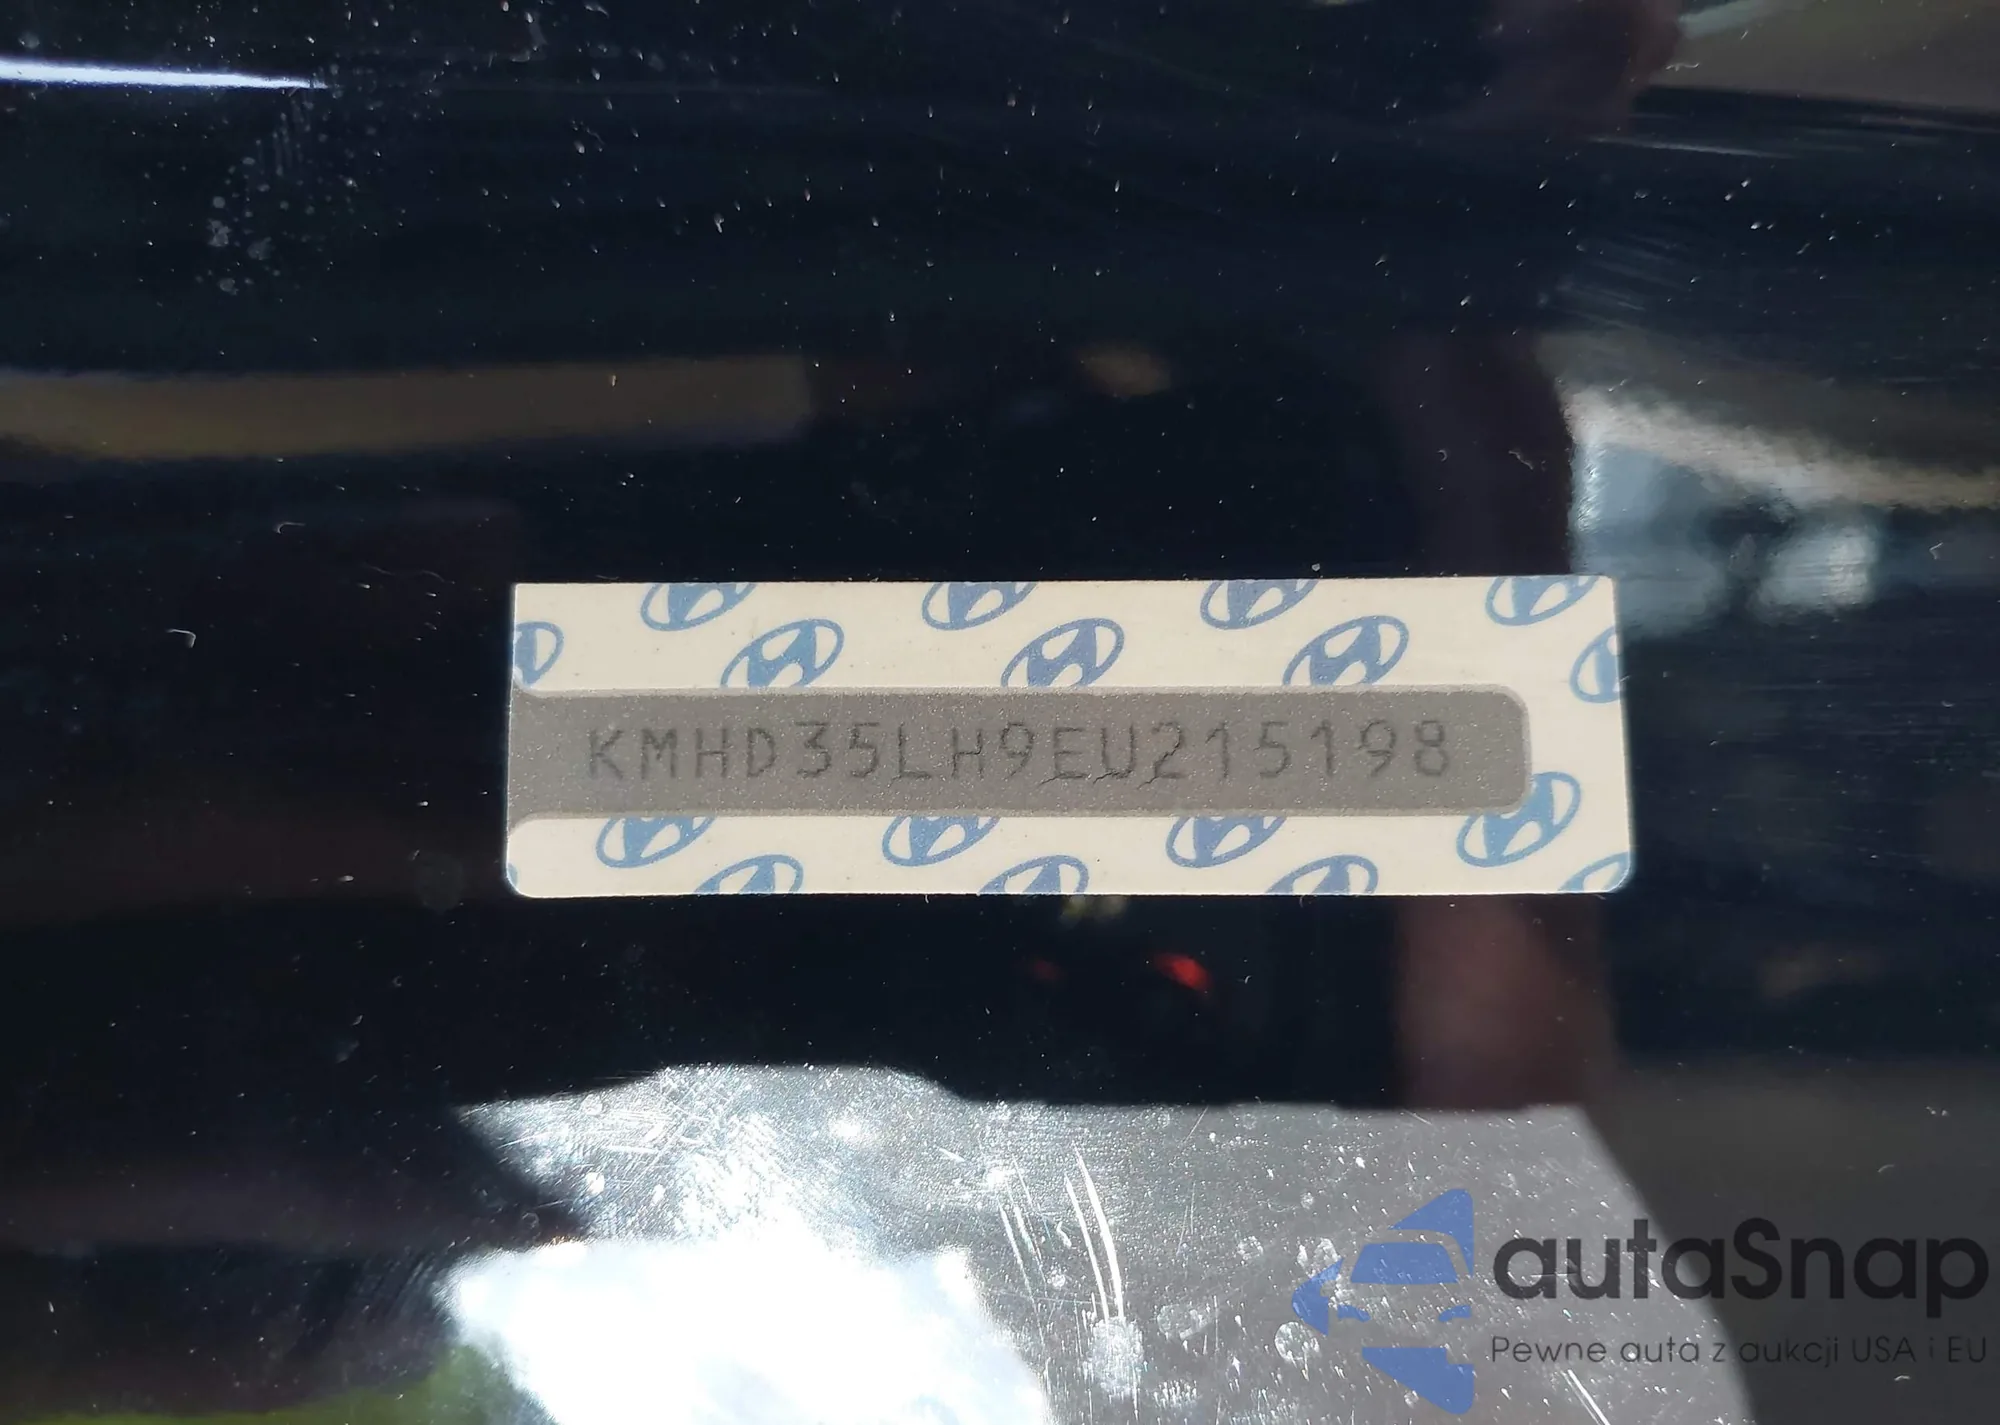 KMHD35LH9EU215198
autaSnap
Pewne auta z aukcji USA i EU